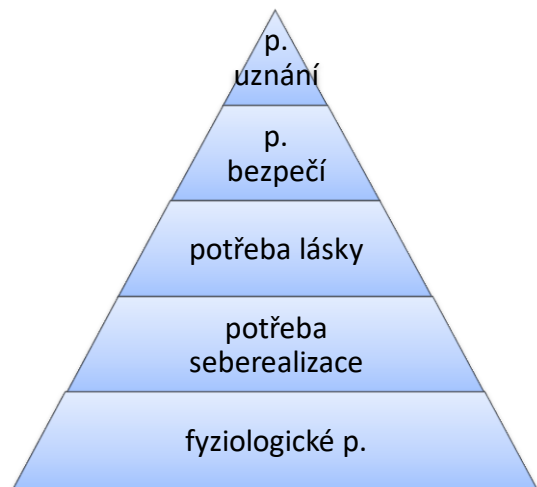 p.
uznání
p.
bezpečí
potřeba lásky
potřeba
seberealizace
fyziologické p.